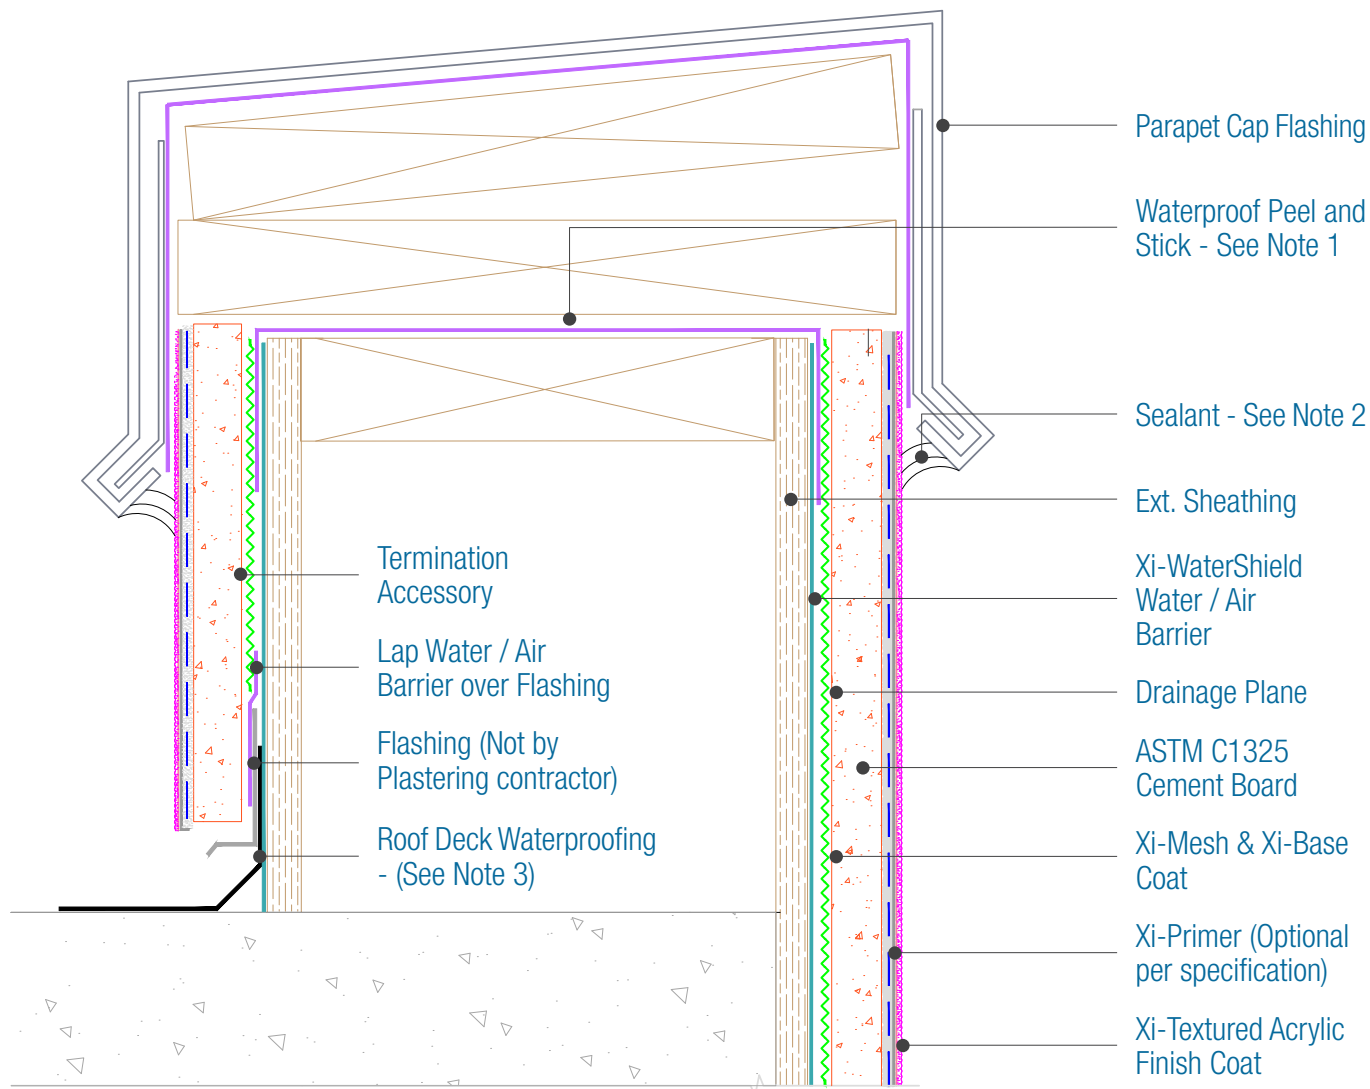 Parapet Cap Flashing
Waterproof Peel and
Stick - See Note 1
Sealant - See Note 2
Ext. Sheathing
Xi-WaterShield
Water / Air
Barrier
Drainage Plane
ASTM C1325
Cement Board
Xi-Mesh & Xi-Base
Coat
Xi-Primer (Optional
per specification)
Xi-Textured Acrylic
Finish Coat
Termination
Accessory
Lap Water / Air
Barrier over Flashing
Flashing (Not by
Plastering contractor)
Roof Deck Waterproofing
- (See Note 3)